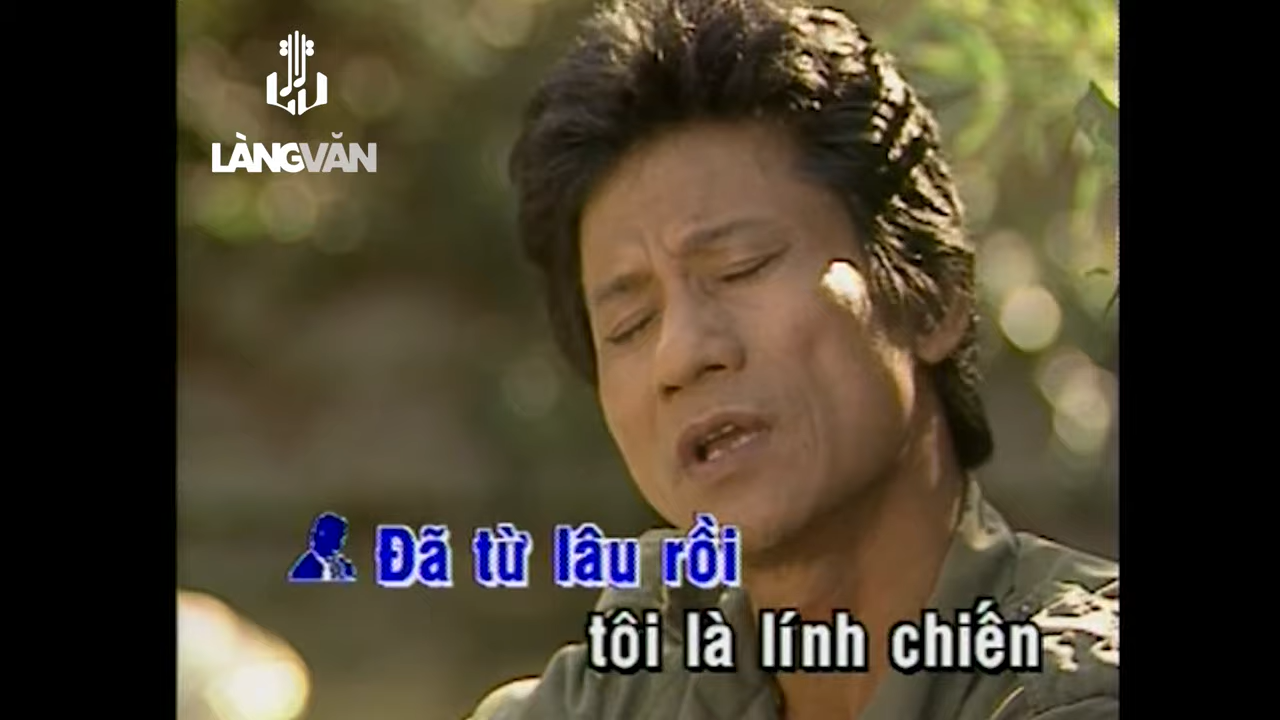 LÀNGVĂN
Đã từ lâu rồi
tôi là lính chiến